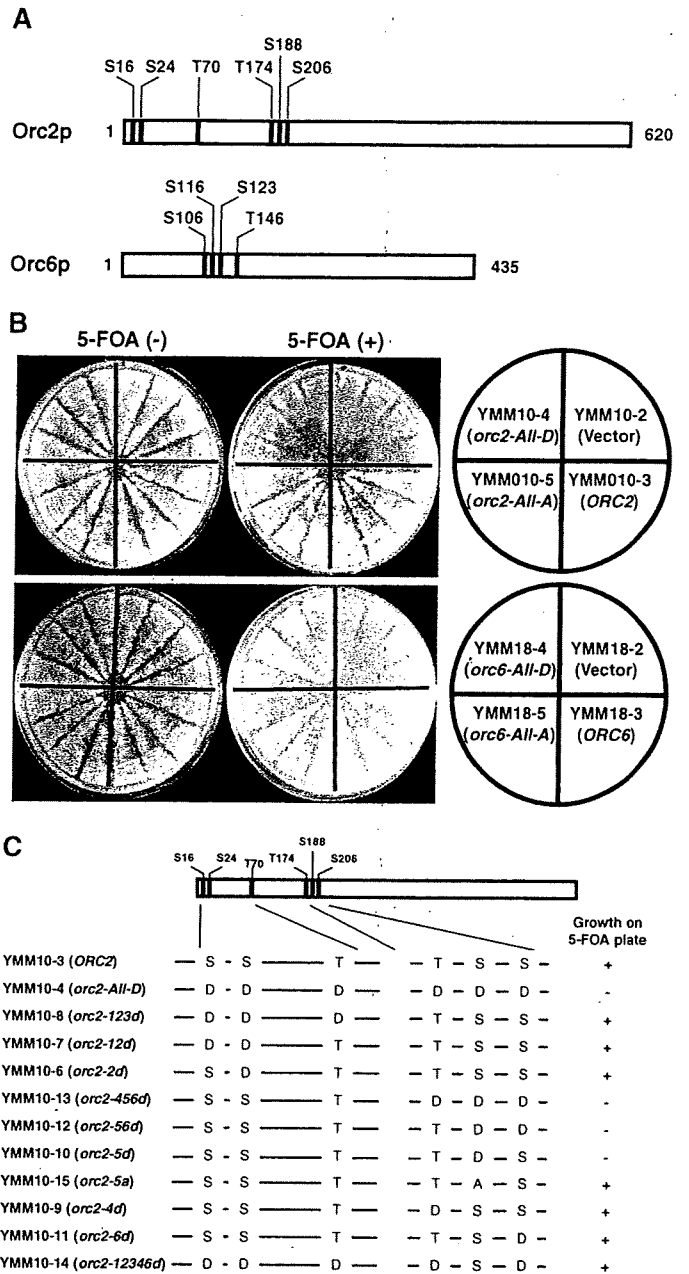 A
S188
S16 S24 T70 T174 S206
Orc2p 1 620
S116 S123
S106 T146
Orc6p 1 435
B
5-FOA (-) 5-FOA (+)
YMM10-4 YMM10-2
(orc2-All-D) (Vector)
YMM010-5 YMM010-3
(orc2-All-A) (ORC2)
YMM18-4 YMM18-2
(orc6-All-D) (Vector)
YMM18-5 YMM18-3
(orc6-All-A) (ORC6)
C
S188
S16 S24 T70 T174 S206
Growth on
5-FOA plate
YMM10-3 (ORC2) — S - S — T — — T — S — S — +
YMM10-4 (orc2-All-D) — D - D — D — — D — D — D — -
YMM10-8 (orc2-123d) — D - D — D — — T — S — S — +
YMM10-7 (orc2-12d) — D - D — T — — T — S — S — +
YMM10-6 (orc2-2d) — S - D — T — — T — S — S — +
YMM10-13 (orc2-456d) — S - S — T — — D — D — D — -
YMM10-12 (orc2-56d) — S - S — T — — T — D — D — -
YMM10-10 (orc2-5d) — S - S — T — — T — D — S — -
YMM10-15 (orc2-5a) — S - S — T — — T — A — S — +
YMM10-9 (orc2-4d) — S - S — T — — D — S — S — +
YMM10-11 (orc2-6d) — S - S — T — — T — S — D — +
YMM10-14 (orc2-12346d) — D - D — D — — D — S — D — +